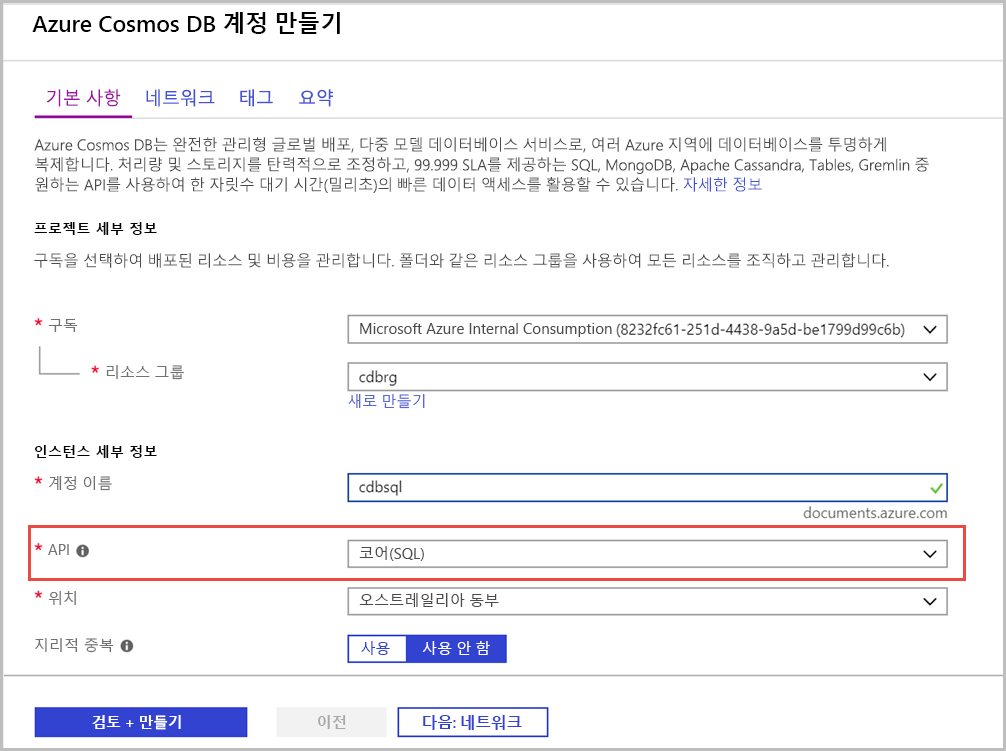 Azure Cosmos DB 계정 만들기
기본 사항 네트워크 태그 요약
Azure Cosmos DB는 완전한 관리형 글로벌 배포, 다중 모델 데이터베이스 서비스로, 여러 Azure 지역에 데이터베이스를 투명하게
복제합니다. 처리량 및 스토리지를 탄력적으로 조정하고, 99.999 SLA를 제공하는 SQL, MongoDB, Apache Cassandra, Tables, Gremlin 중
원하는 API를 사용하여 한 자릿수 대기 시간(밀리초)의 빠른 데이터 액세스를 활용할 수 있습니다. 자세한 정보
프로젝트 세부 정보
구독을 선택하여 배포된 리소스 및 비용을 관리합니다. 폴더와 같은 리소스 그룹을 사용하여 모든 리소스를 조직하고 관리합니다.
* 구독 Microsoft Azure Internal Consumption (8232fc61-251d-4438-9a5d-be1799d99c6b)
* 리소스 그룹 cdbrg
새로 만들기
인스턴스 세부 정보
* 계정 이름 cdbsql
documents.azure.com
* API 코어(SQL)
* 위치 오스트레일리아 동부
지리적 중복 사용 사용 안 함
검토 + 만들기 이전 다음: 네트워크